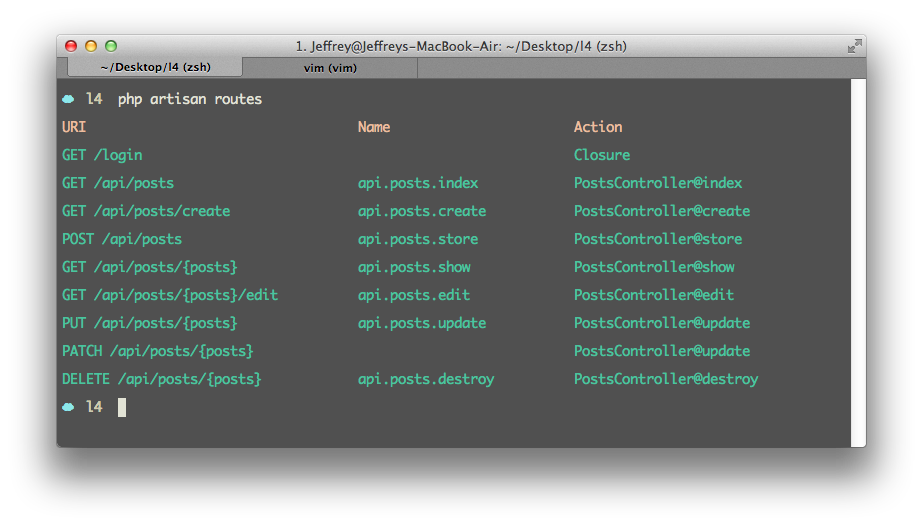 1. Jeffrey@Jeffreys-MacBook-Air: ~/Desktop/l4 (zsh)
~/Desktop/l4 (zsh) vim (vim)
l4 php artisan routes
URI Name Action
GET /login Closure
GET /api/posts api.posts.index PostsController@index
GET /api/posts/create api.posts.create PostsController@create
POST /api/posts api.posts.store PostsController@store
GET /api/posts/{posts} api.posts.show PostsController@show
GET /api/posts/{posts}/edit api.posts.edit PostsController@edit
PUT /api/posts/{posts} api.posts.update PostsController@update
PATCH /api/posts/{posts} PostsController@update
DELETE /api/posts/{posts} api.posts.destroy PostsController@destroy
l4